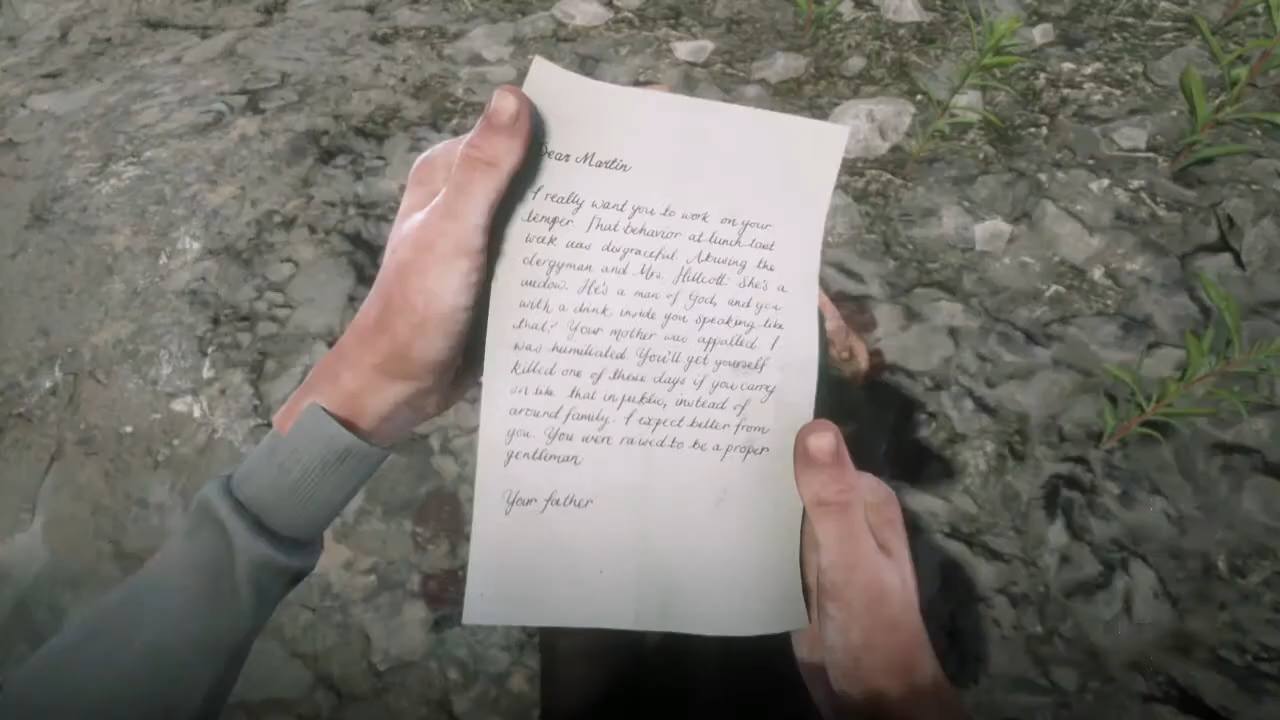 Dear Martin
I really want you to work on your
temper. That behavior at lunch last
week was disgraceful. Abusing the
clergyman and Mrs. Hillcott. She's a
widow. He's a man of God, and you
with a drink inside you speaking like
that? Your mother was appalled. I
was humiliated. You'll get yourself
killed one of these days if you carry
on like that in public, instead of
around family. I expect better from
you. You were raised to be a proper
gentleman.
Your father